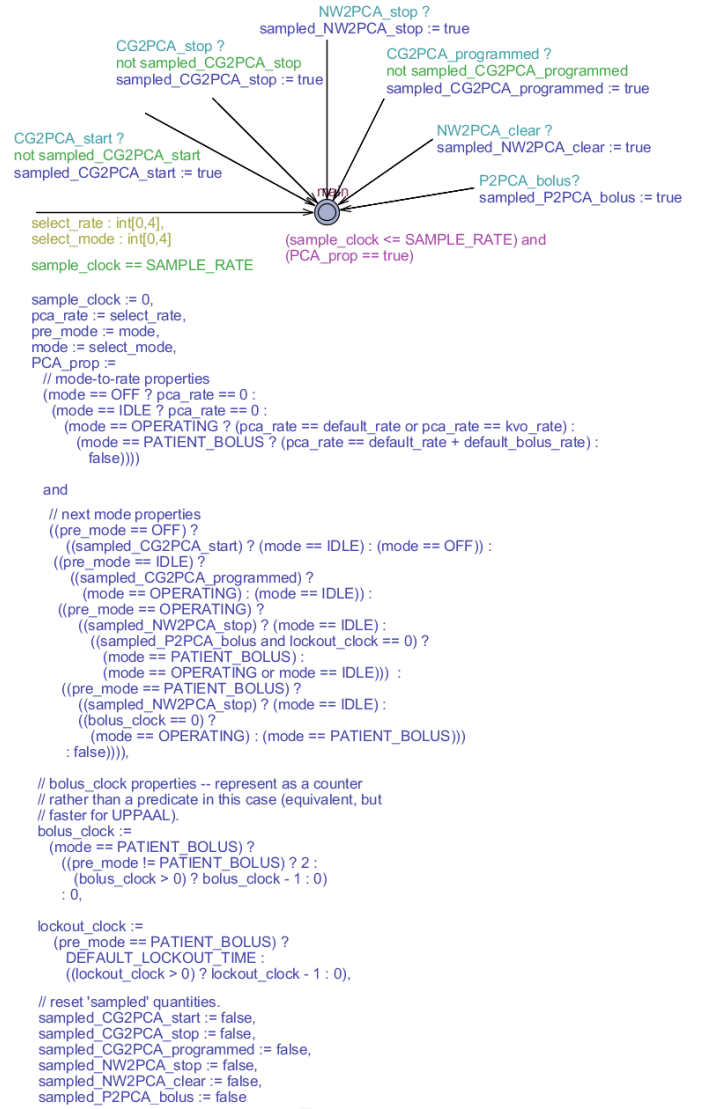 NW2PCA_stop ?
sampled_NW2PCA_stop := true
CG2PCA_stop ?
not sampled_CG2PCA_stop
sampled_CG2PCA_stop := true
CG2PCA_programmed ?
not sampled_CG2PCA_programmed
sampled_CG2PCA_programmed := true
CG2PCA_start ?
not sampled_CG2PCA_start
sampled_CG2PCA_start := true
NW2PCA_clear ?
sampled_NW2PCA_clear := true
P2PCA_bolus?
sampled_P2PCA_bolus := true
main
select_rate : int[0,4],
select_mode : int[0,4]
sample_clock == SAMPLE_RATE
(sample_clock <= SAMPLE_RATE) and
(PCA_prop == true)
sample_clock := 0,
pca_rate := select_rate,
pre_mode := mode,
mode := select_mode,
PCA_prop :=
// mode-to-rate properties
(mode == OFF ? pca_rate == 0 :
(mode == IDLE ? pca_rate == 0 :
(mode == OPERATING ? (pca_rate == default_rate or pca_rate == kvo_rate) :
(mode == PATIENT_BOLUS ? (pca_rate == default_rate + default_bolus_rate) :
false))))
and
// next mode properties
((pre_mode == OFF) ?
((sampled_CG2PCA_start) ? (mode == IDLE) : (mode == OFF)) :
((pre_mode == IDLE) ?
((sampled_CG2PCA_programmed) ?
(mode == OPERATING) : (mode == IDLE)) :
((pre_mode == OPERATING) ?
((sampled_NW2PCA_stop) ? (mode == IDLE) :
((sampled_P2PCA_bolus and lockout_clock == 0) ?
(mode == PATIENT_BOLUS) :
(mode == OPERATING or mode == IDLE))) :
((pre_mode == PATIENT_BOLUS) ?
((sampled_NW2PCA_stop) ? (mode == IDLE) :
((bolus_clock == 0) ?
(mode == OPERATING) : (mode == PATIENT_BOLUS)))
: false)))),
// bolus_clock properties -- represent as a counter
// rather than a predicate in this case (equivalent, but
// faster for UPPAAL).
bolus_clock :=
(mode == PATIENT_BOLUS) ?
((pre_mode != PATIENT_BOLUS) ? 2 :
(bolus_clock > 0) ? bolus_clock - 1 : 0)
: 0,
lockout_clock :=
(pre_mode == PATIENT_BOLUS) ?
DEFAULT_LOCKOUT_TIME :
((lockout_clock > 0) ? lockout_clock - 1 : 0),
// reset 'sampled' quantities.
sampled_CG2PCA_start := false,
sampled_CG2PCA_stop := false,
sampled_CG2PCA_programmed := false,
sampled_NW2PCA_stop := false,
sampled_NW2PCA_clear := false,
sampled_P2PCA_bolus := false